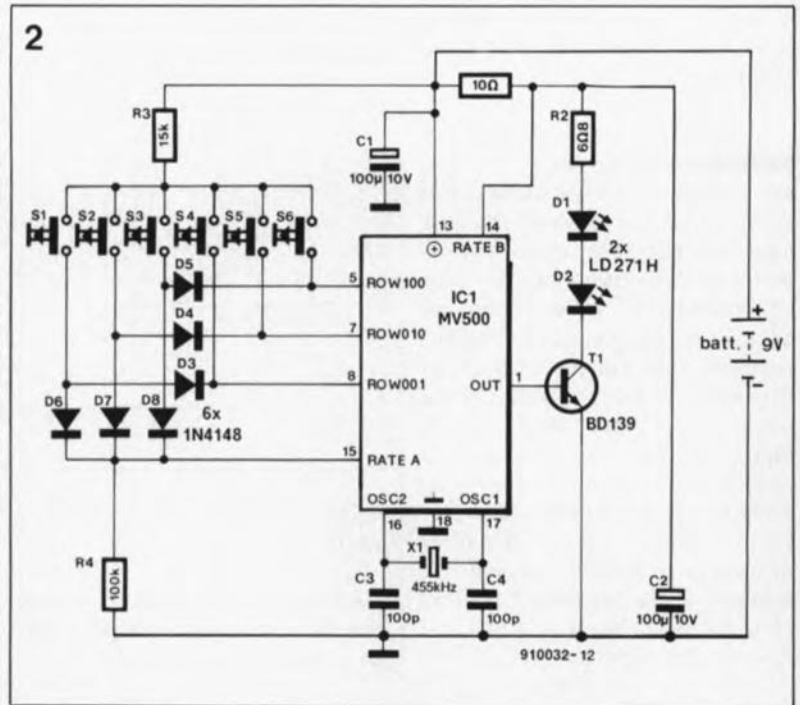 2
R3
15k
10Ω
R2
6Ω8
C1
100µ 10V
S1 S2 S3 S4 S5 S6
13
14
⊕ RATE B
D1
2x
LD271H
D2
D5
5
ROW100
IC1
MV500
D4
7
ROW010
D3
8
ROW001
OUT
1
T1
BD139
batt.
+
9V
-
D6 D7 D8
6x
1N4148
15
RATE A
OSC2
OSC1
16
18
17
X1
455kHz
R4
100k
C3
100p
C4
100p
C2
100µ 10V
910032-12